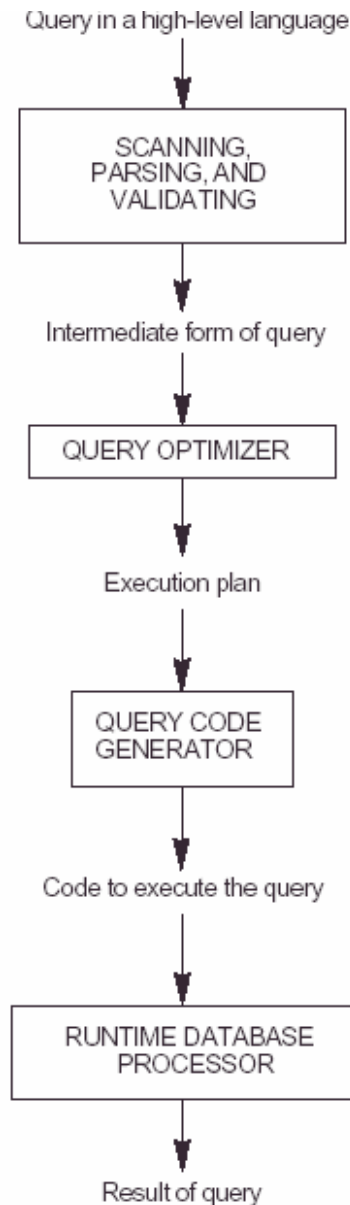 Query in a high-level language
SCANNING,
PARSING, AND
VALIDATING
Intermediate form of query
QUERY OPTIMIZER
Execution plan
QUERY CODE
GENERATOR
Code to execute the query
RUNTIME DATABASE
PROCESSOR
Result of query